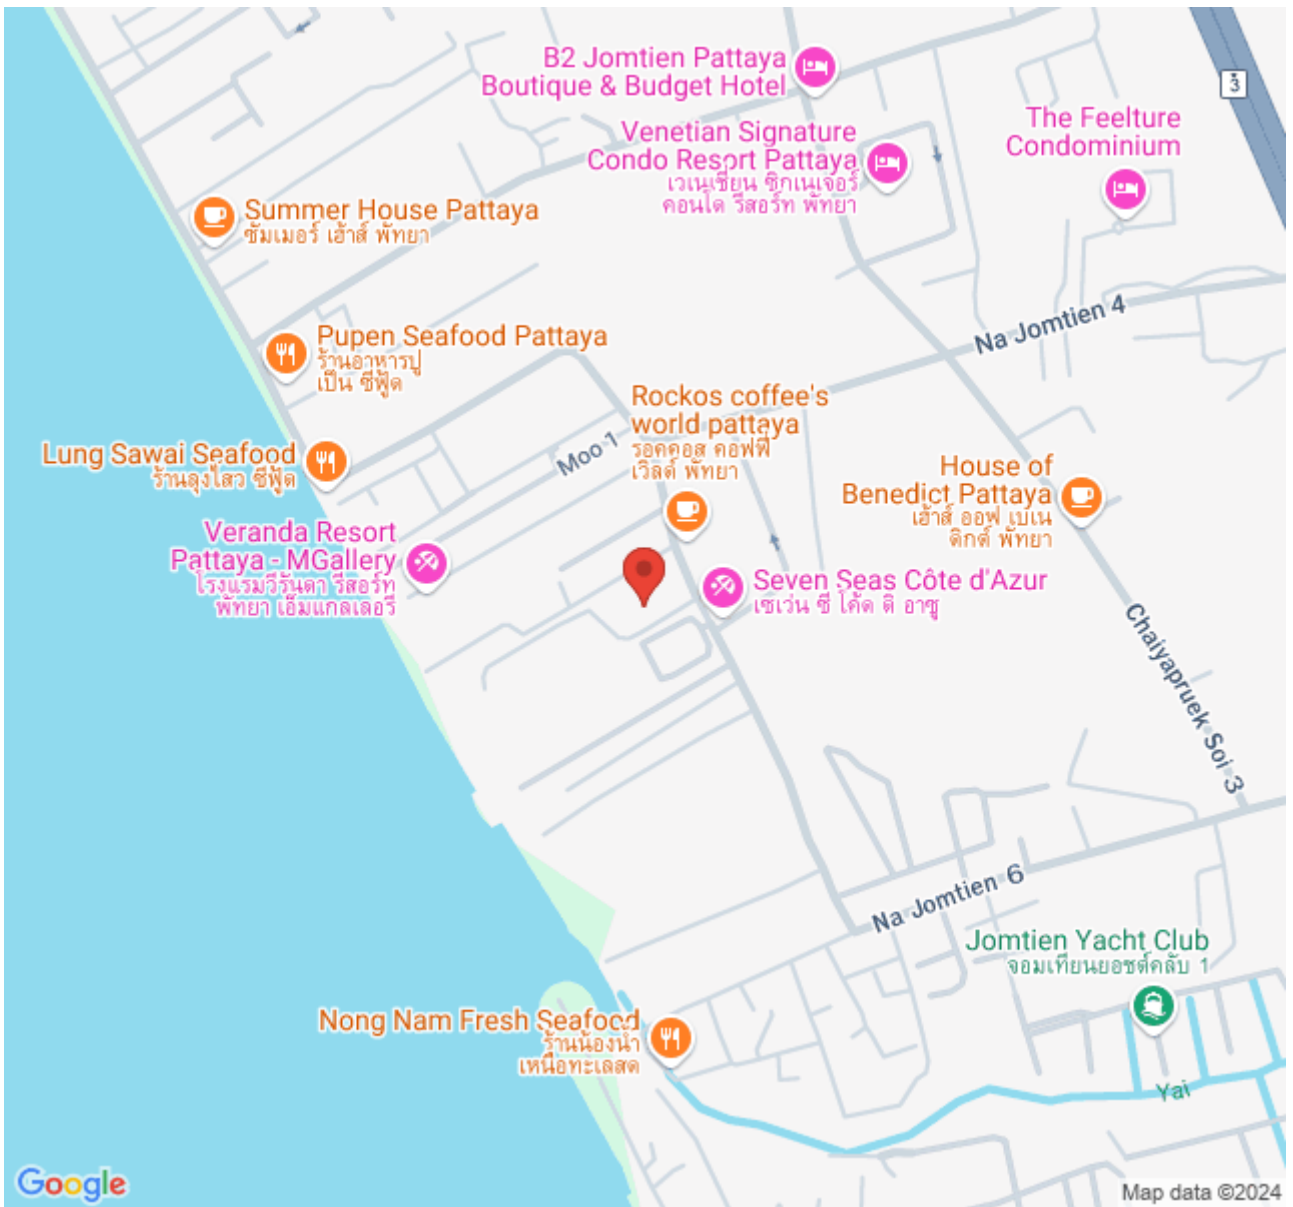 B2 Jomtien Pattaya
Boutique & Budget Hotel
3
The Feelture
Condominium
Venetian Signature
Condo Resort Pattaya
เวเนเชี่ยน ซิกเนเจอร์
คอนโด รีสอร์ท พัทยา
Summer House Pattaya
ซัมเมอร์ เฮ้าส์ พัทยา
Na Jomtien 4
Pupen Seafood Pattaya
ร้านอาหารปู
เป็น ซีฟู้ด
Rockos coffee's
world pattaya
รอคคอส คอฟฟี่
เวิลด์ พัทยา
Moo 1
Lung Sawai Seafood
ร้านลุงไสว ซีฟู้ด
House of
Benedict Pattaya
เฮ้าส์ ออฟ เบเน
ดิกต์ พัทยา
Veranda Resort
Pattaya - MGallery
โรงแรมวีรันดา รีสอร์ท
พัทยา เอ็มแกลเลอรี
Seven Seas Côte d'Azur
เซเว่น ซี โค้ด ดิ อาซู
Chaiyapruek Soi 3
Na Jomtien 6
Jomtien Yacht Club
จอมเทียนยอชต์คลับ 1
Nong Nam Fresh Seafood
ร้านน้องน้ำ
เหนือทะเลสด
Yai
Google
Map data ©2024